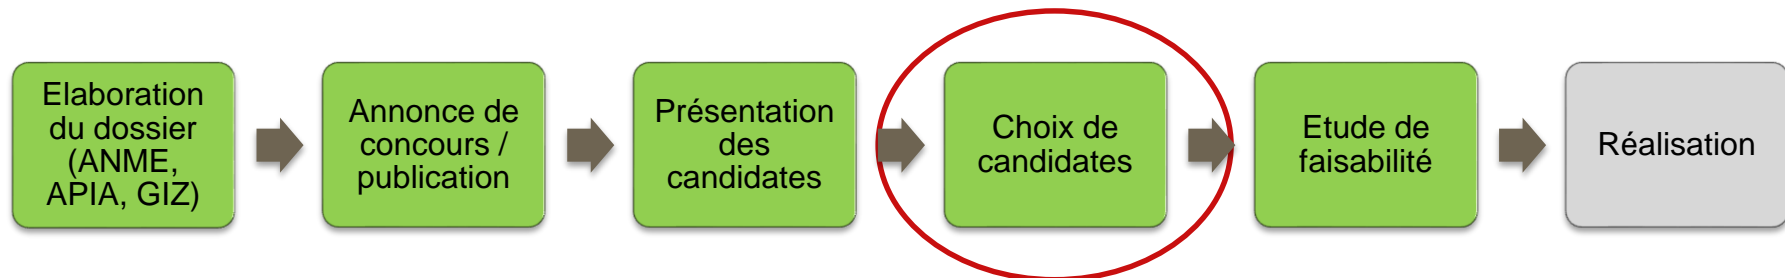 Elaboration
du dossier
(ANME,
APIA, GIZ)
Annonce de
concours /
publication
Présentation
des
candidates
Choix de
candidates
Etude de
faisabilité
Réalisation